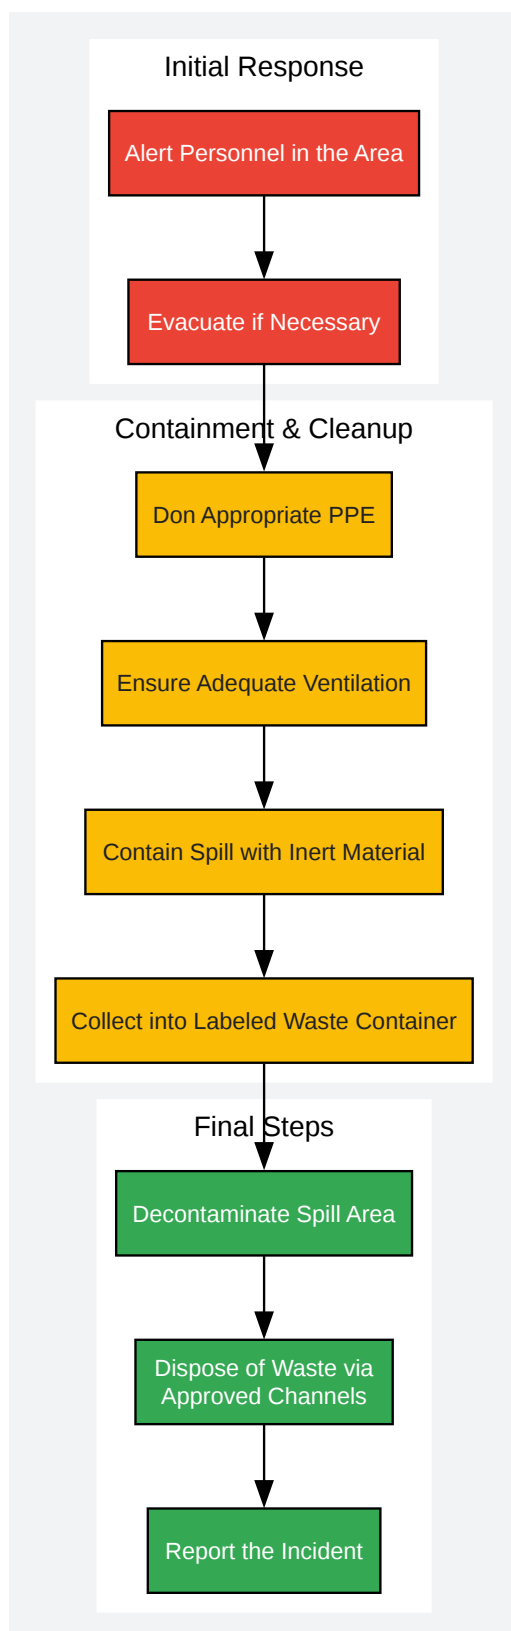 Initial Response
Alert Personnel in the Area
Evacuate if Necessary
Containment & Cleanup
Don Appropriate PPE
Ensure Adequate Ventilation
Contain Spill with Inert Material
Collect into Labeled Waste Container
Final Steps
Decontaminate Spill Area
Dispose of Waste via
Approved Channels
Report the Incident